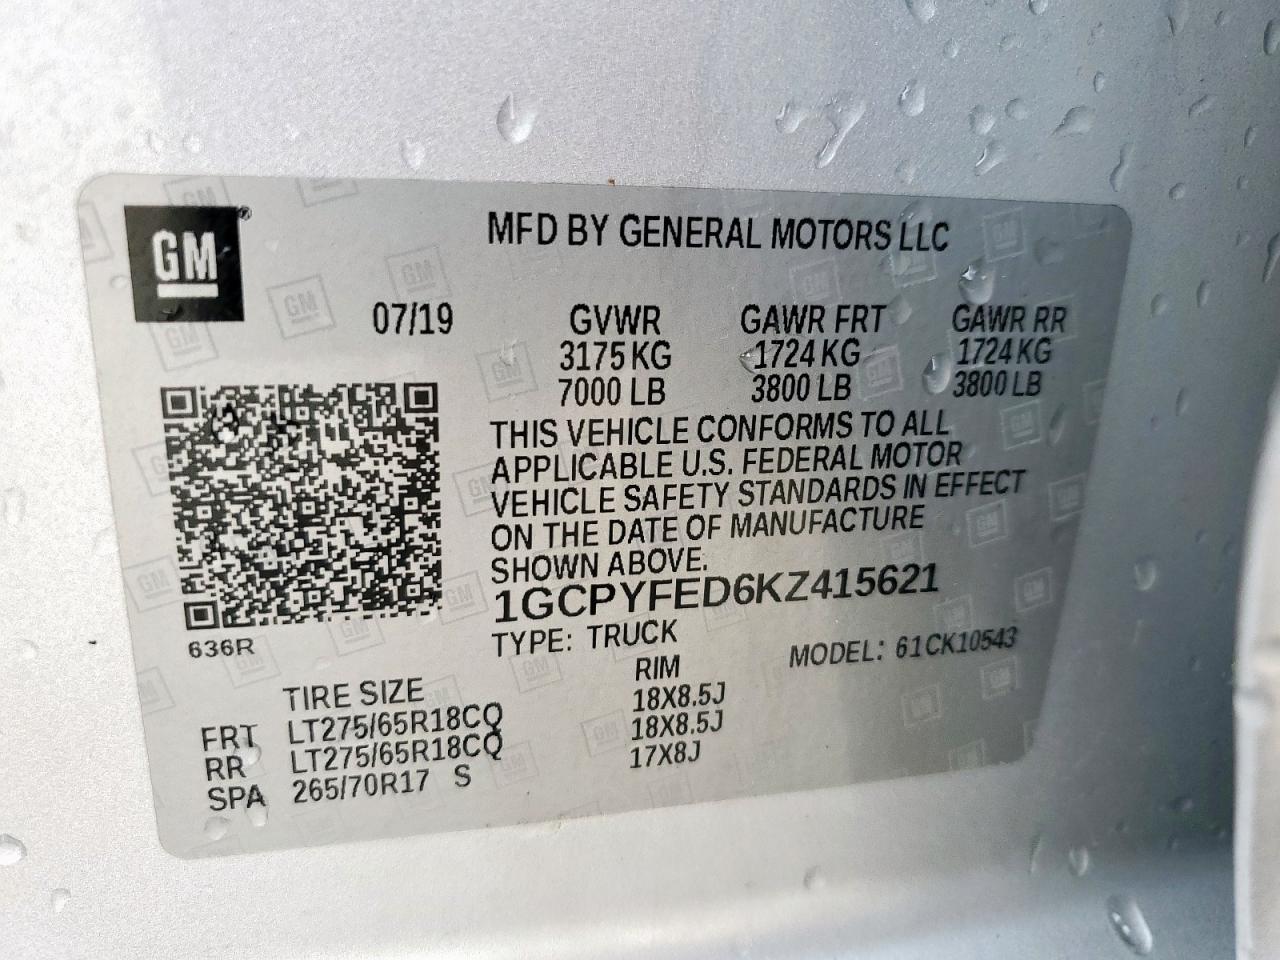 GM®
MFD BY GENERAL MOTORS LLC
07/19 GVWR GAWR FRT GAWR RR
3175 KG 1724 KG 1724 KG
7000 LB 3800 LB 3800 LB
THIS VEHICLE CONFORMS TO ALL
APPLICABLE U.S. FEDERAL MOTOR
VEHICLE SAFETY STANDARDS IN EFFECT
ON THE DATE OF MANUFACTURE
SHOWN ABOVE.
1GCPYFED6KZ415621
TYPE: TRUCK MODEL: 61CK10543
636R
TIRE SIZE RIM
FRT LT275/65R18CQ 18X8.5J
RR LT275/65R18CQ 18X8.5J
SPA 265/70R17 S 17X8J